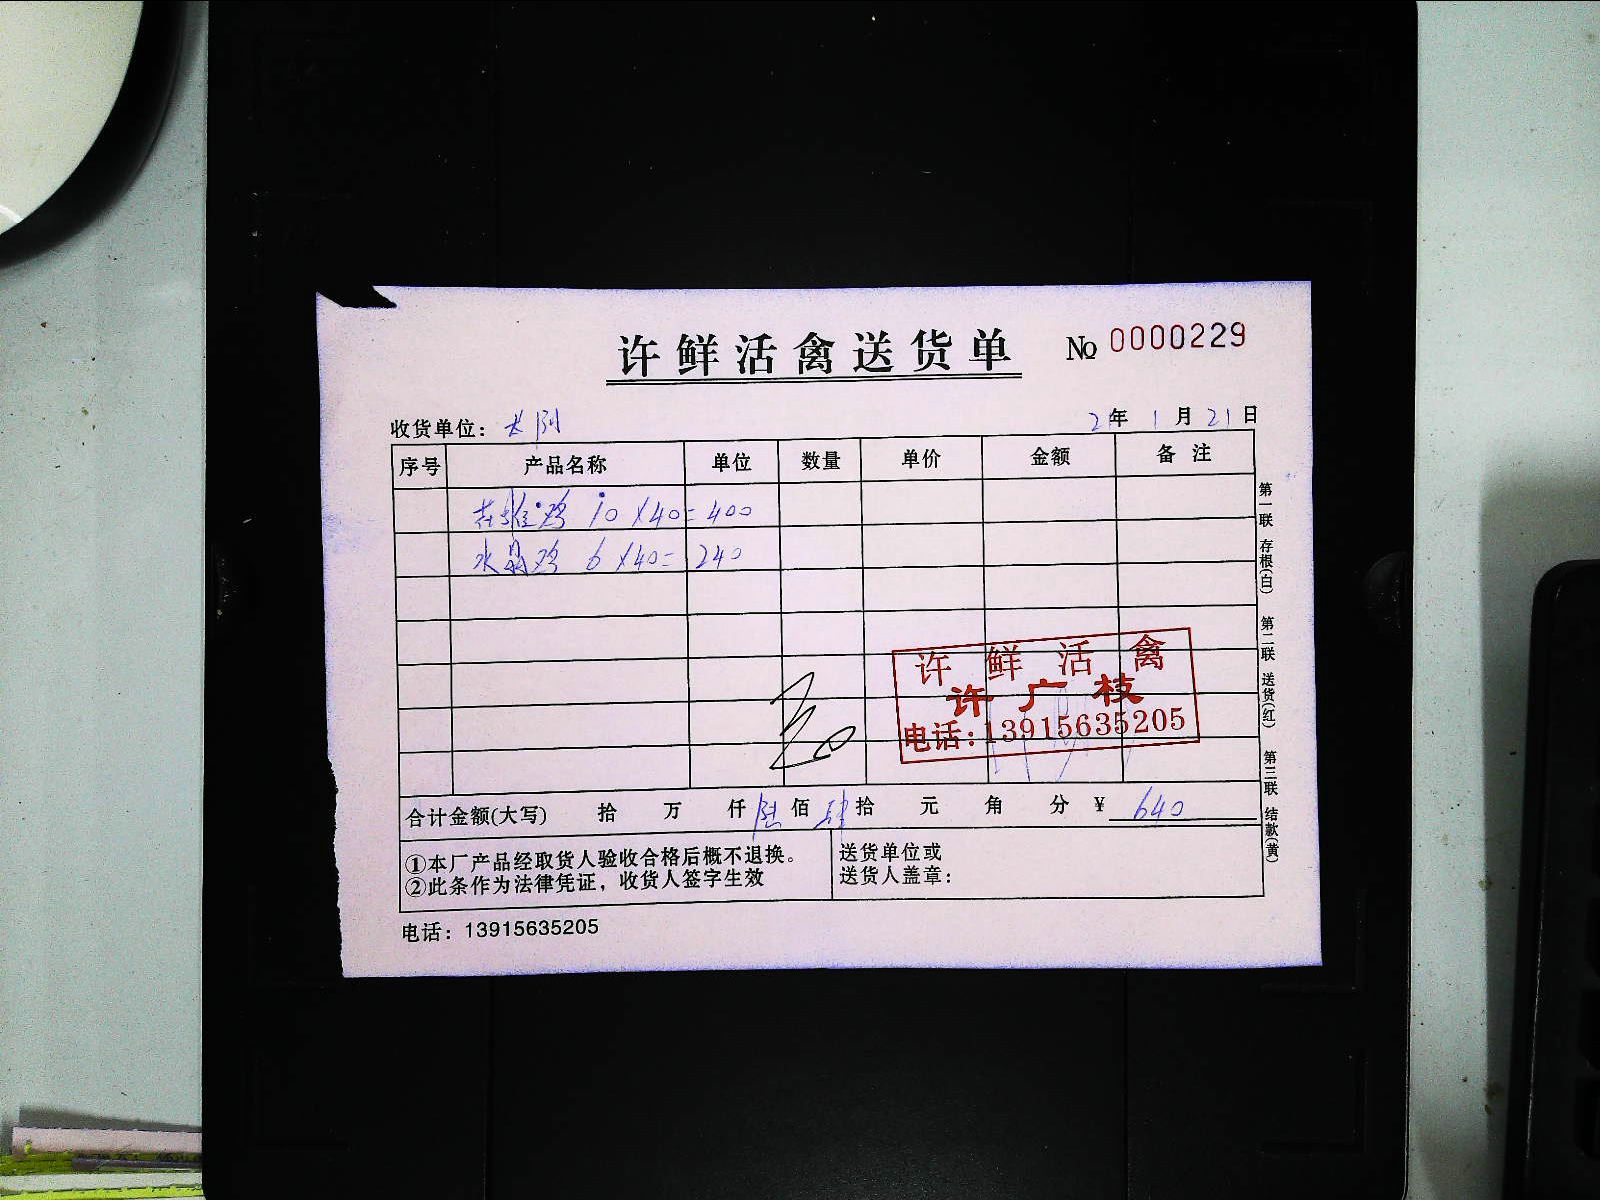 许鲜活禽送货单 № 0000229
收货单位： 21年 1月 21日
序号 产品名称 单位 数量 单价 金额 备注
鸡 10×40=400
水晶鸡 6×40=240
许鲜活禽
许广枝
电话:13915635205
合计金额(大写) 拾 万 仟 陆佰 肆拾 元 角 分 ¥ 640
①本厂产品经取货人验收合格后概不退换。
②此条作为法律凭证，收货人签字生效
送货单位或
送货人盖章：
电话：13915635205
第一联 存根(白) 第二联 送货(红) 第三联 结款(黄)